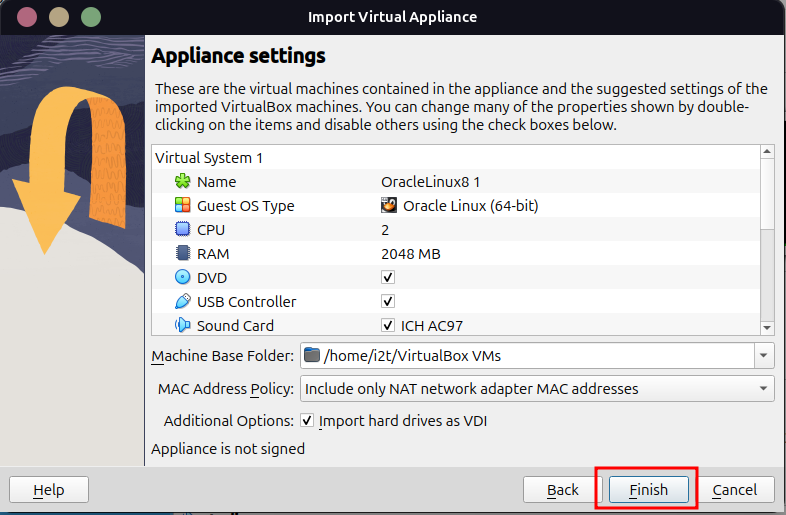 Import Virtual Appliance
Appliance settings
These are the virtual machines contained in the appliance and the suggested settings of the
imported VirtualBox machines. You can change many of the properties shown by double-
clicking on the items and disable others using the check boxes below.
Virtual System 1
Name OracleLinux8 1
Guest OS Type Oracle Linux (64-bit)
CPU 2
RAM 2048 MB
DVD
USB Controller
Sound Card ICH AC97
Machine Base Folder: /home/i2t/VirtualBox VMs
MAC Address Policy: Include only NAT network adapter MAC addresses
Additional Options: Import hard drives as VDI
Appliance is not signed
Help Back Finish Cancel